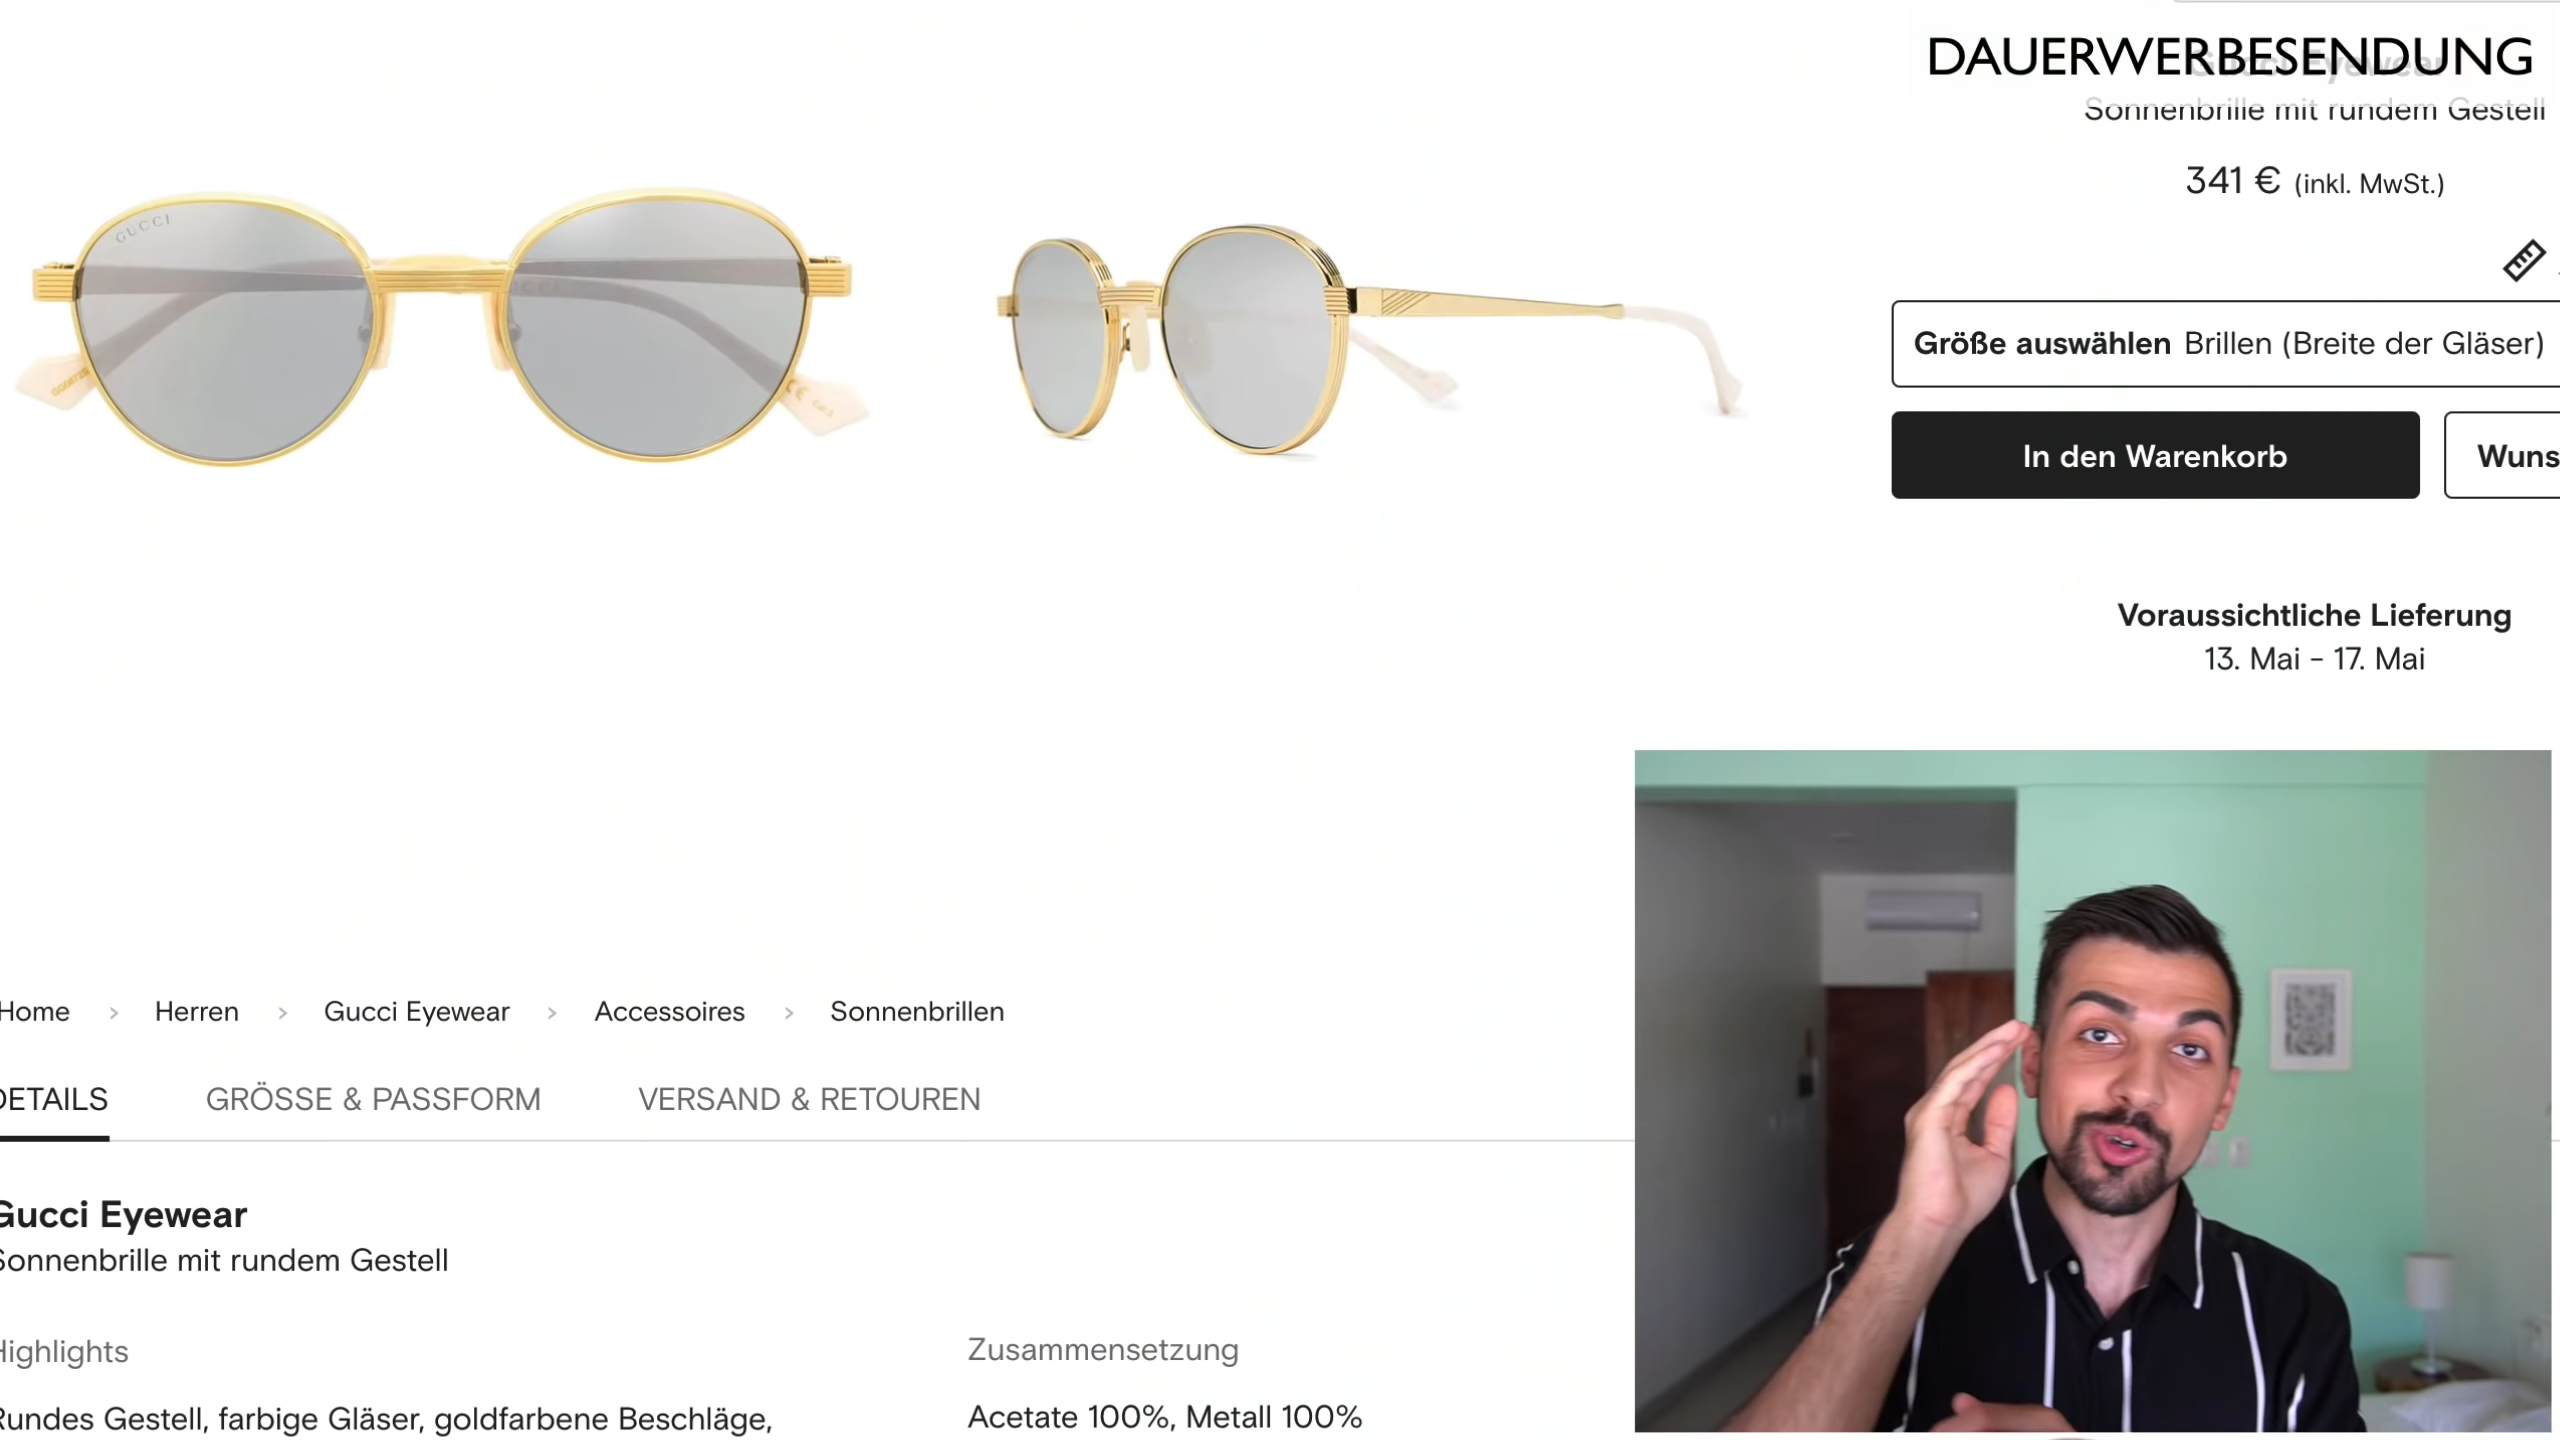 DAUERWERBESENDUNG
Gucci Eyewear
Sonnenbrille mit rundem Gestell
341 € (inkl. MwSt.)
GUCCI
Größe auswählen Brillen (Breite der Gläser)
In den Warenkorb
Wuns
Voraussichtliche Lieferung
13. Mai - 17. Mai
Home > Herren > Gucci Eyewear > Accessoires > Sonnenbrillen
DETAILS GRÖSSE & PASSFORM VERSAND & RETOUREN
Gucci Eyewear
Sonnenbrille mit rundem Gestell
Highlights
Zusammensetzung
Rundes Gestell, farbige Gläser, goldfarbene Beschläge,
Acetate 100%, Metall 100%